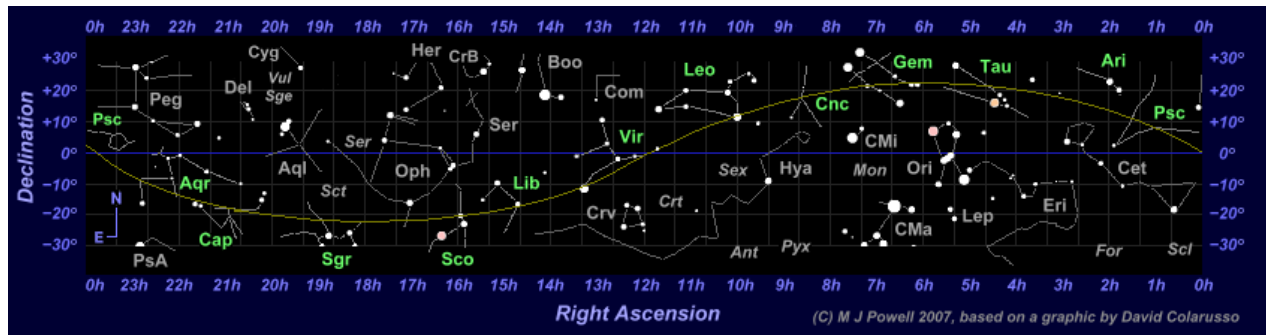 0h 23h 22h 21h 20h 19h 18h 17h 16h 15h 14h 13h 12h 11h 10h 9h 8h 7h 6h 5h 4h 3h 2h 1h 0h
+30° Cyg Her CrB Boo Leo Gem Tau Ari +30°
Vul
+20° Peg Del Sge Com Cnc +20°
+10° Psc Ser Ser Vir CMi Psc +10°
0° Aql Oph Sex Hya Mon Ori Cet 0°
−10° Aqr Sct Lib −10°
−20° N Crv Crt CMa Lep Eri −20°
E Cap
−30° PsA Sgr Sco Ant Pyx For Scl −30°
Declination
0h 23h 22h 21h 20h 19h 18h 17h 16h 15h 14h 13h 12h 11h 10h 9h 8h 7h 6h 5h 4h 3h 2h 1h 0h
Right Ascension
(C) M J Powell 2007, based on a graphic by David Colarusso